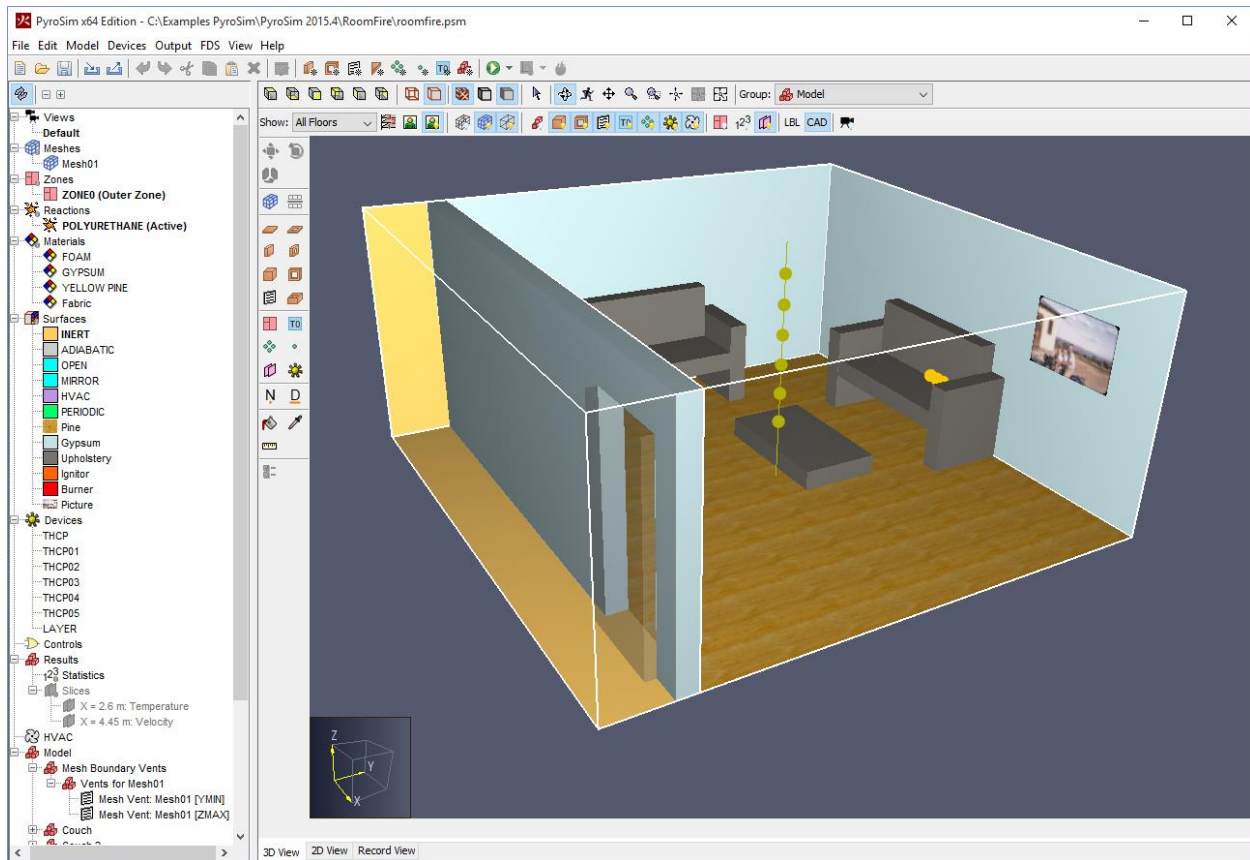 PyroSim x64 Edition - C:\Examples PyroSim\PyroSim 2015.4\RoomFire\roomfire.psm
File Edit Model Devices Output FDS View Help
Group: Model
Show: All Floors
LBL CAD
Views
Default
Meshes
Mesh01
Zones
ZONE0 (Outer Zone)
Reactions
POLYURETHANE (Active)
Materials
FOAM
GYPSUM
YELLOW PINE
Fabric
Surfaces
INERT
ADIABATIC
OPEN
MIRROR
HVAC
PERIODIC
Pine
Gypsum
Upholstery
Ignitor
Burner
Picture
Devices
THCP
THCP01
THCP02
THCP03
THCP04
THCP05
LAYER
Controls
Results
Statistics
Slices
X = 2.6 m: Temperature
X = 4.45 m: Velocity
HVAC
Model
Mesh Boundary Vents
Vents for Mesh01
Mesh Vent: Mesh01 [YMIN]
Mesh Vent: Mesh01 [ZMAX]
Couch
N D
Z
Y
X
3D View 2D View Record View